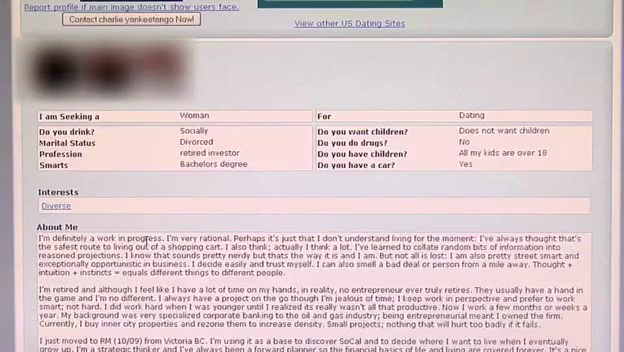 Report profile if main image doesn't show users face.
Contact charlie yankeetango Now!
View other US Dating Sites
I am Seeking a Woman For Dating
Do you drink? Socially Do you want children? Does not want children
Marital Status Divorced Do you do drugs? No
Profession retired investor Do you have children? All my kids are over 18
Smarts Bachelors degree Do you have a car? Yes
Interests
Diverse
About Me
I'm definitely a work in progress. I'm very rational. Perhaps it's just that I don't understand living for the moment: I've always thought that's
the safest route to living out of a shopping cart. I also think; actually I think a lot. I've learned to collate random bits of information into
reasoned projections. I know that sounds pretty nerdy but thats the way it is and I am. But not all is lost: I am also pretty street smart and
exceptionally opportunistic in business. I decide easily and trust myself. I can also smell a bad deal or person from a mile away. Thought +
intuition + instincts = equals different things to different people.
I'm retired and although I feel like I have a lot of time on my hands, in reality, no entrepreneur ever truly retires. They usually have a hand in
the game and I'm no different. I always have a project on the go though I'm jealous of time; I keep work in perspective and prefer to work
smart; not hard. I did work hard when I was younger until I realized its really wasn't all that productive. Now I work a few months or weeks a
year. My background was very specialized corporate banking to the oil and gas industry; being entrepreneurial meant I owned the firm.
Currently, I buy inner city properties and rezone them to increase density. Small projects; nothing that will hurt too badly if it fails.
I just moved to RM (10/09) from Victoria BC. I'm using it as a base to discover SoCal and to decide where I want to live when I eventually
grow up. I'm a strategic thinker and I've always been a forward planner so the financial basics of life and living are covered forever. It's a nice